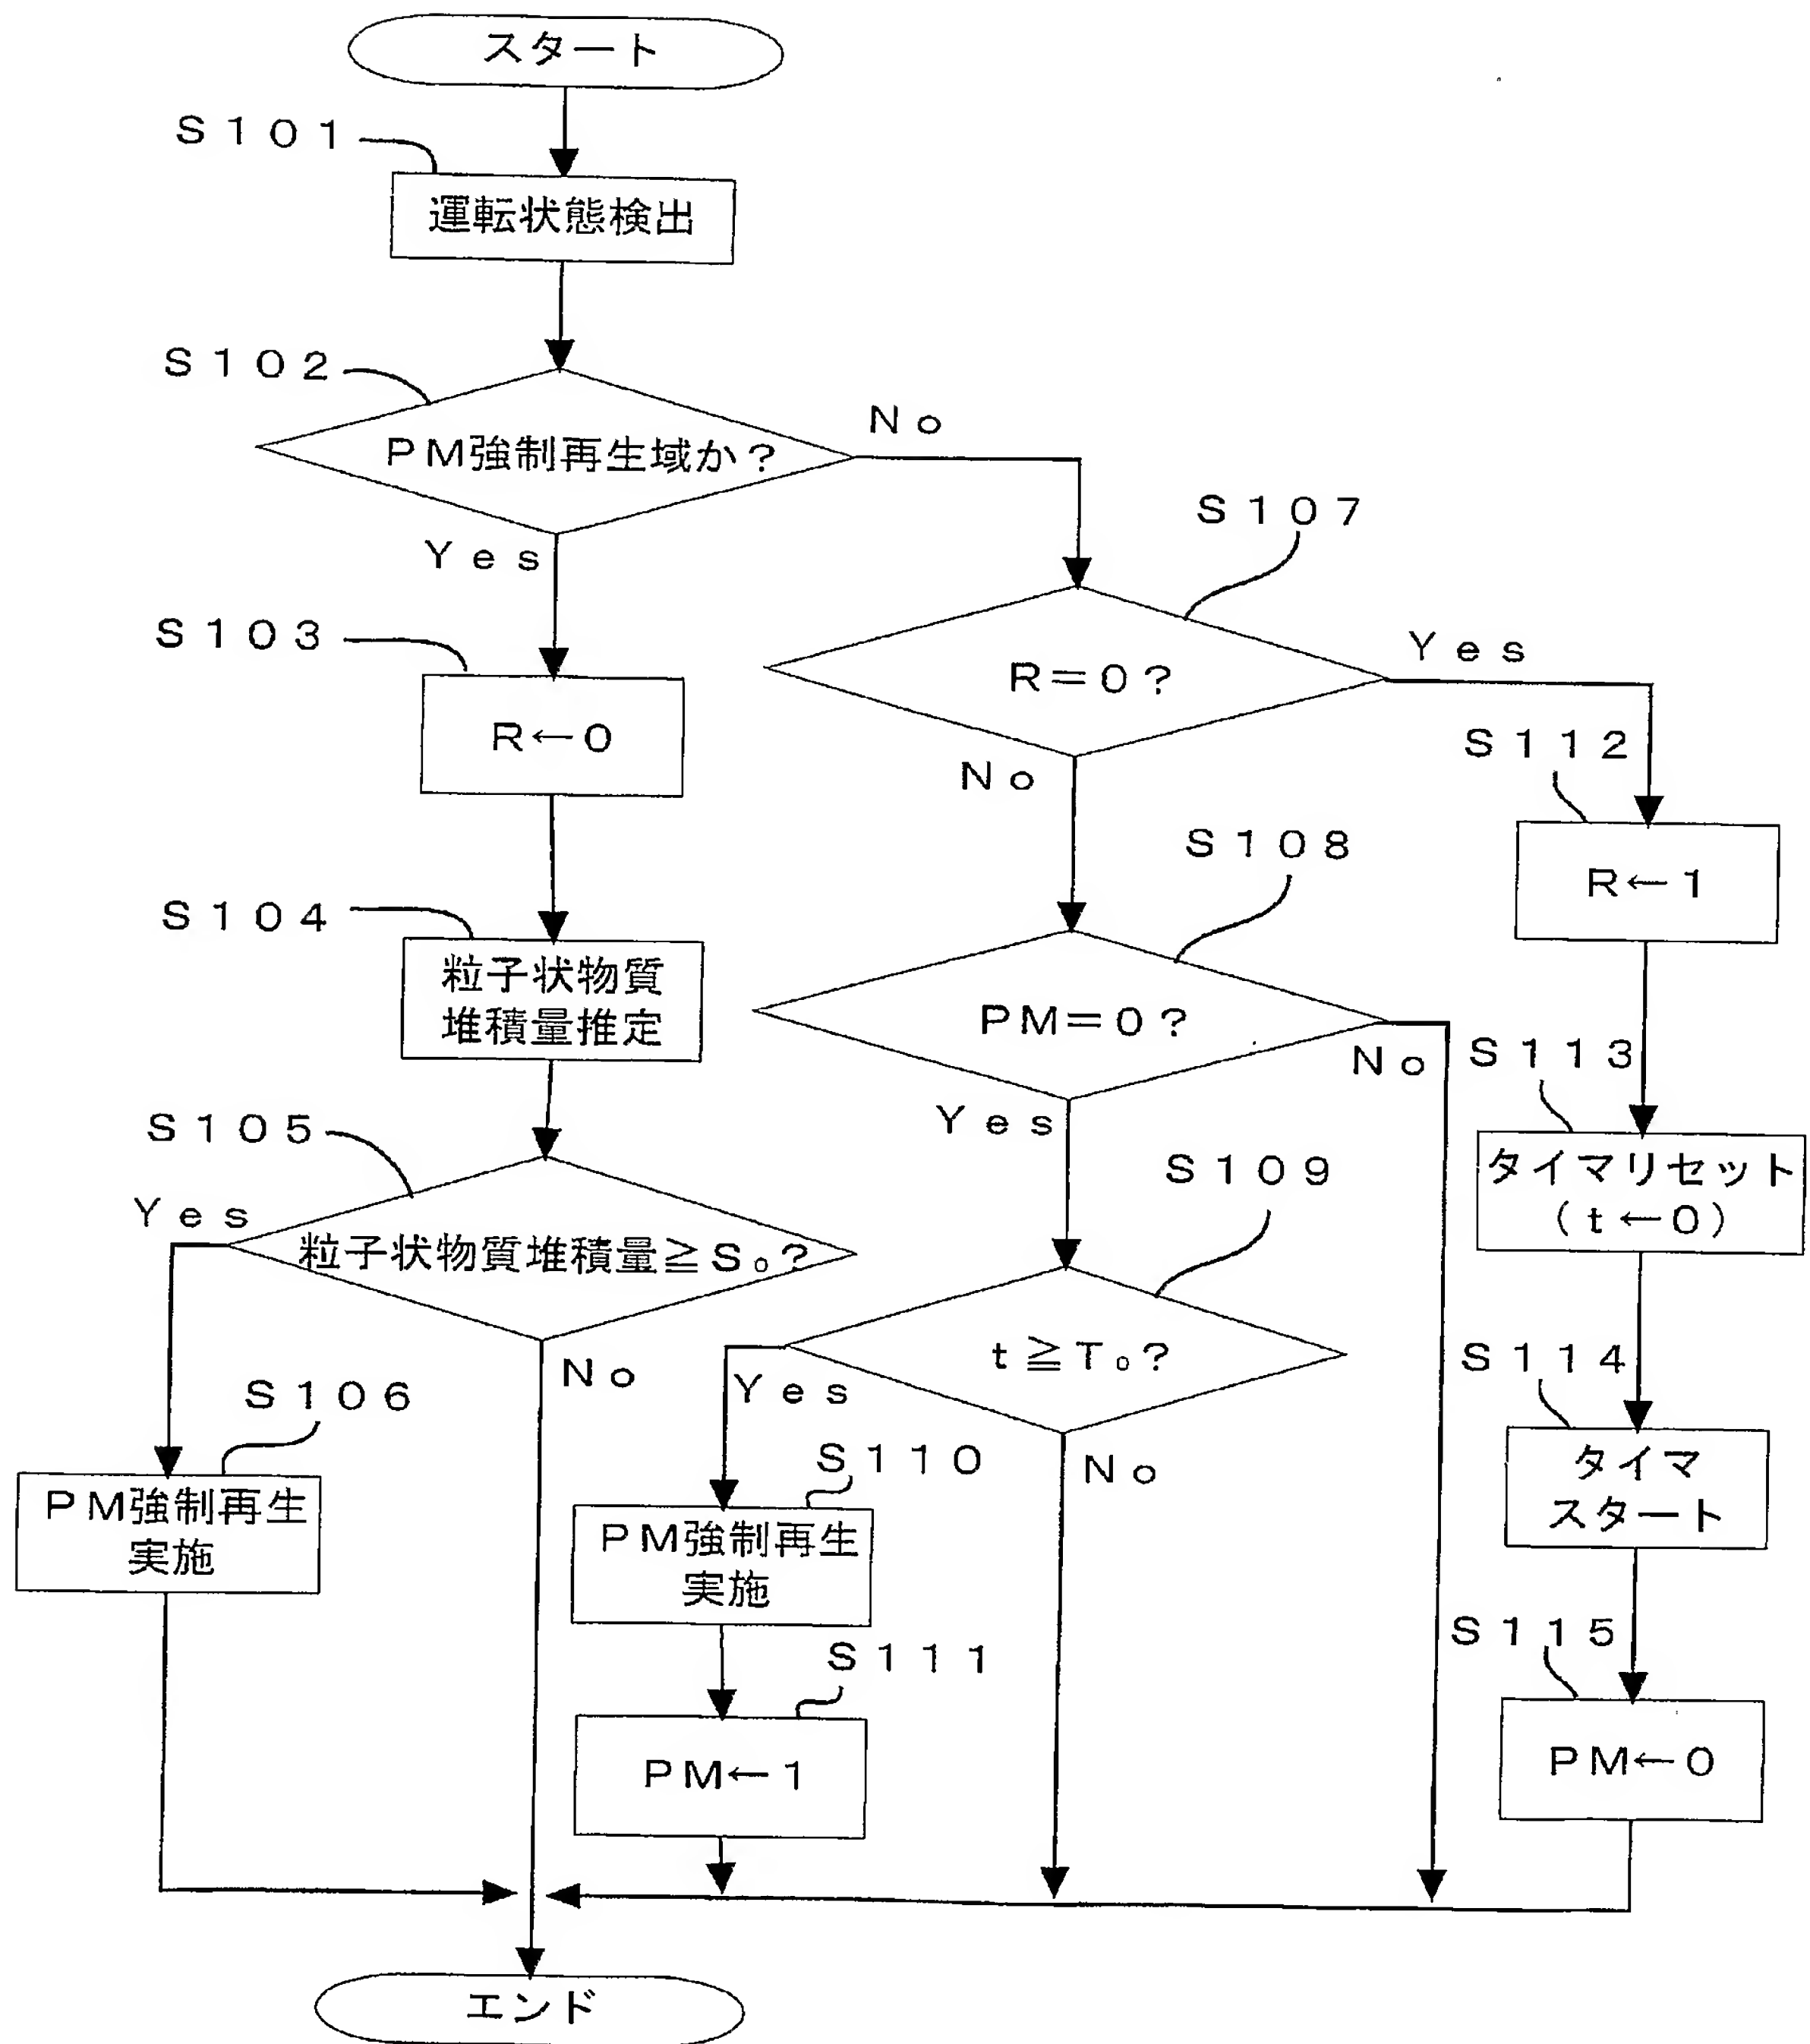 スタート
S101
運転状態検出
S102
PM強制再生域か?
No
Yes
S103
R←0
S104
粒子状物質
堆積量推定
S105
粒子状物質堆積量≧S₀?
Yes
No
S106
PM強制再生
実施
S107
R=0?
Yes
No
S108
PM=0?
No
Yes
S109
t≧T₀?
Yes
No
S110
PM強制再生
実施
S111
PM←1
S112
R←1
S113
タイマリセット
(t←0)
S114
タイマ
スタート
S115
PM←0
エンド